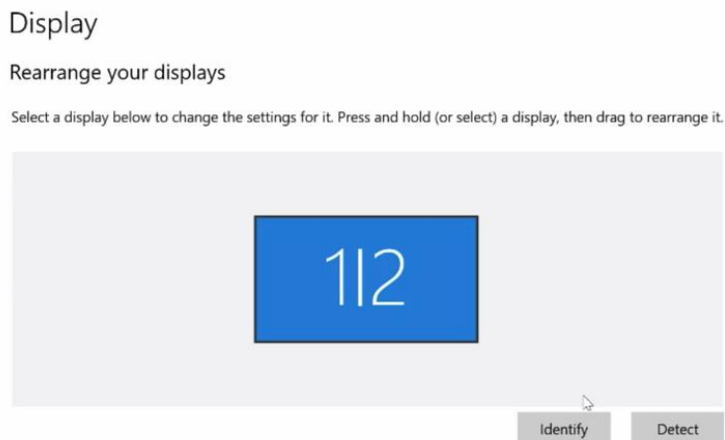 Display
Rearrange your displays
Select a display below to change the settings for it. Press and hold (or select) a display, then drag to rearrange it.
1|2
Identify
Detect